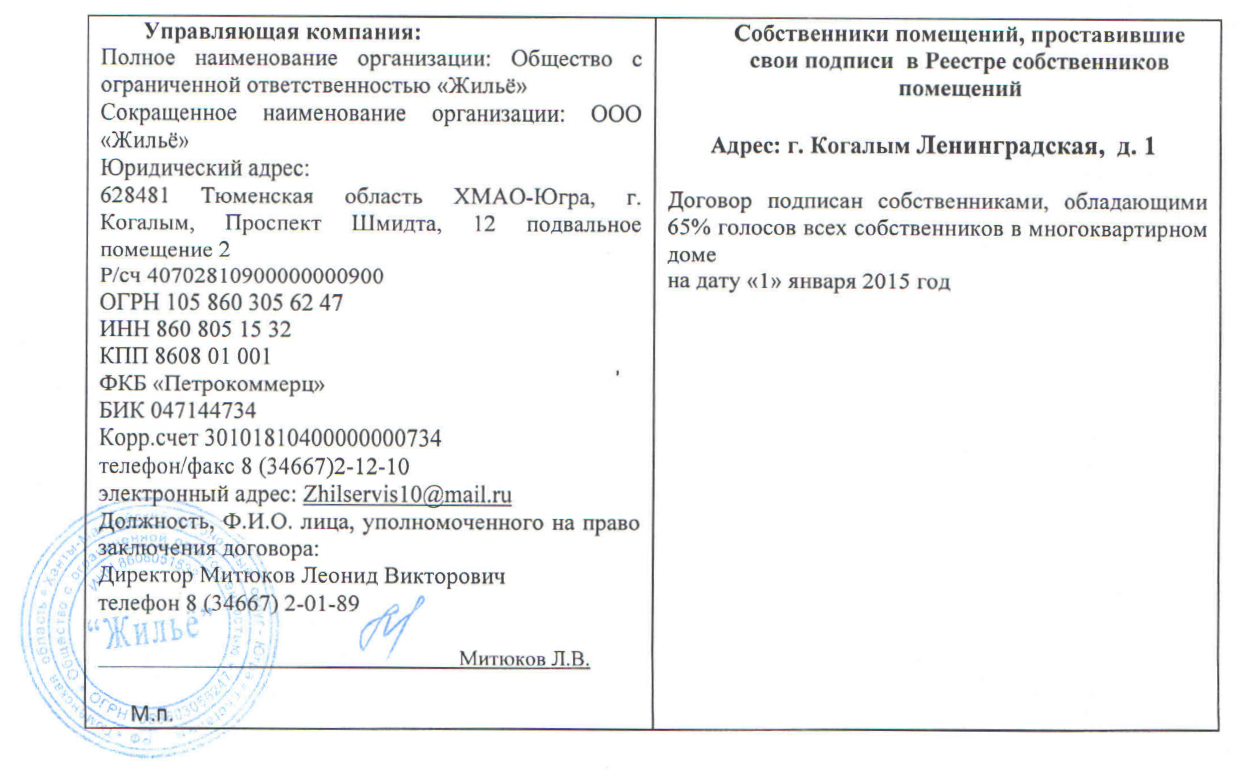 Управляющая компания:
Полное наименование организации: Общество с
ограниченной ответственностью «Жильё»
Сокращенное наименование организации: ООО
«Жильё»
Юридический адрес:
628481 Тюменская область ХМАО-Югра, г.
Когалым, Проспект Шмидта, 12 подвальное
помещение 2
Р/сч 40702810900000000900
ОГРН 105 860 305 62 47
ИНН 860 805 15 32
КПП 8608 01 001
ФКБ «Петрокоммерц»
БИК 047144734
Корр.счет 30101810400000000734
телефон/факс 8 (34667)2-12-10
электронный адрес: Zhilservis10@mail.ru
Должность, Ф.И.О. лица, уполномоченного на право
заключения договора:
Директор Митюков Леонид Викторович
телефон 8 (34667) 2-01-89
“Жильё”
Митюков Л.В.
М.п.
Собственники помещений, проставившие
свои подписи в Реестре собственников
помещений
Адрес: г. Когалым Ленинградская, д. 1
Договор подписан собственниками, обладающими
65% голосов всех собственников в многоквартирном
доме
на дату «1» января 2015 год